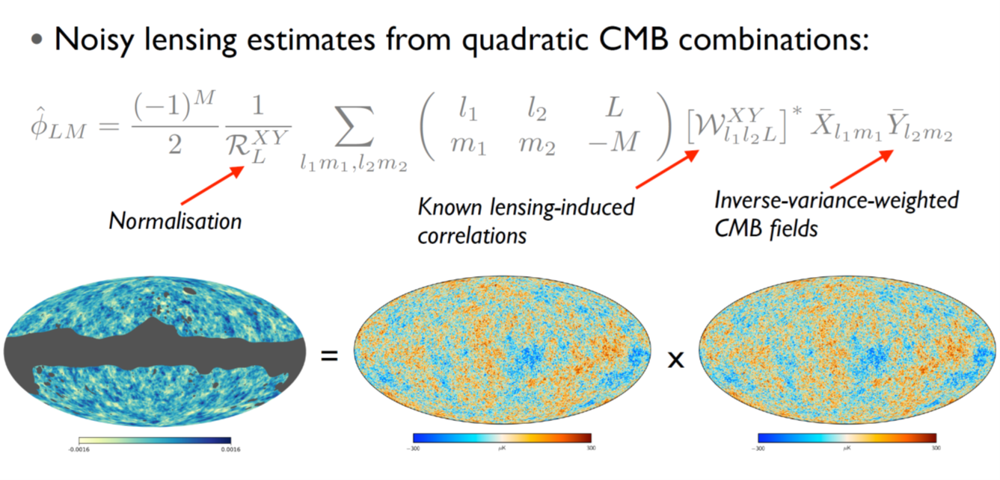 • Noisy lensing estimates from quadratic CMB combinations:
$\hat{\phi}_{LM} = \frac{(-1)^M}{2} \frac{1}{\mathcal{R}_L^{XY}} \sum_{l_1 m_1, l_2 m_2} \begin{pmatrix} l_1 & l_2 & L \\ m_1 & m_2 & -M \end{pmatrix} [\mathcal{W}_{l_1 l_2 L}^{XY}]^* \bar{X}_{l_1 m_1} \bar{Y}_{l_2 m_2}$
Normalisation
Known lensing-induced
correlations
Inverse-variance-weighted
CMB fields
= x
-0.0016 0.0016
-300 μK 300
-300 μK 300